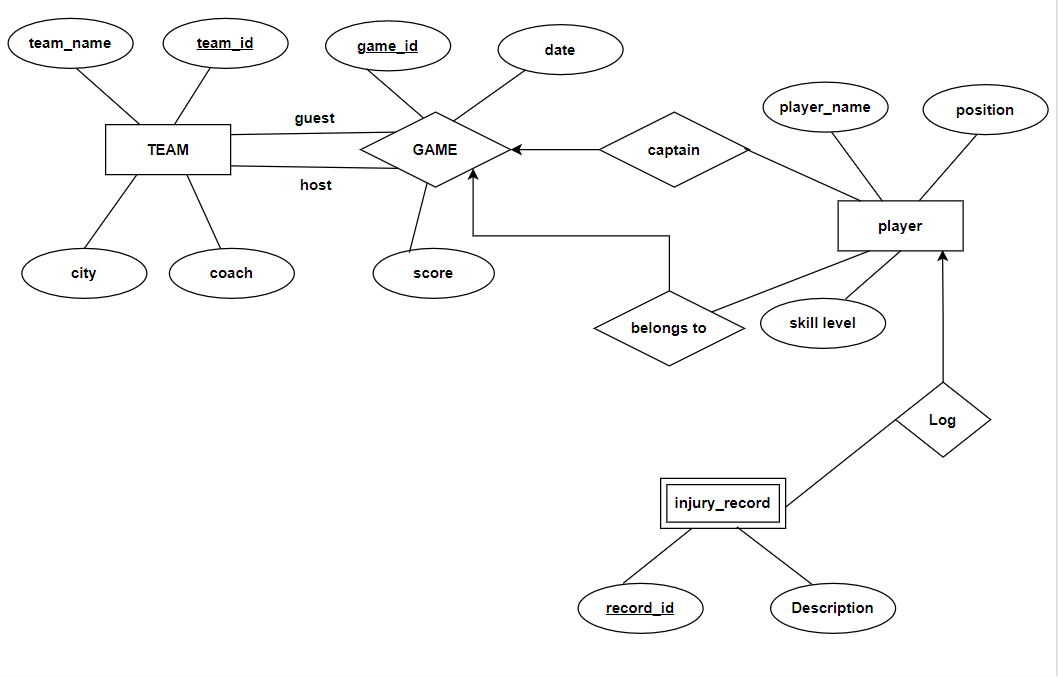 team_name
team_id
game_id
date
guest
TEAM
GAME
host
captain
player_name
position
player
city
coach
score
belongs to
skill level
Log
injury_record
record_id
Description